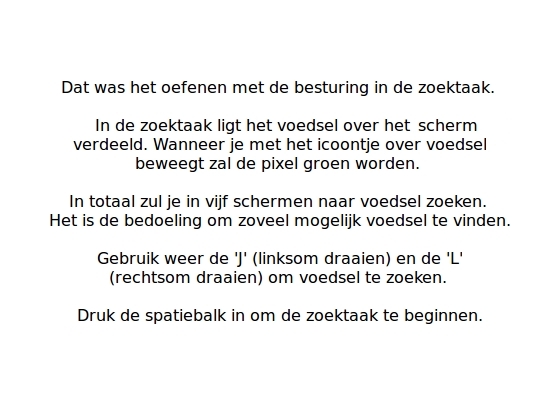 Dat was het oefenen met de besturing in de zoektaak.
In de zoektaak ligt het voedsel over het scherm
verdeeld. Wanneer je met het icoontje over voedsel
beweegt zal de pixel groen worden.
In totaal zul je in vijf schermen naar voedsel zoeken.
Het is de bedoeling om zoveel mogelijk voedsel te vinden.
Gebruik weer de 'J' (linksom draaien) en de 'L'
(rechtsom draaien) om voedsel te zoeken.
Druk de spatiebalk in om de zoektaak te beginnen.